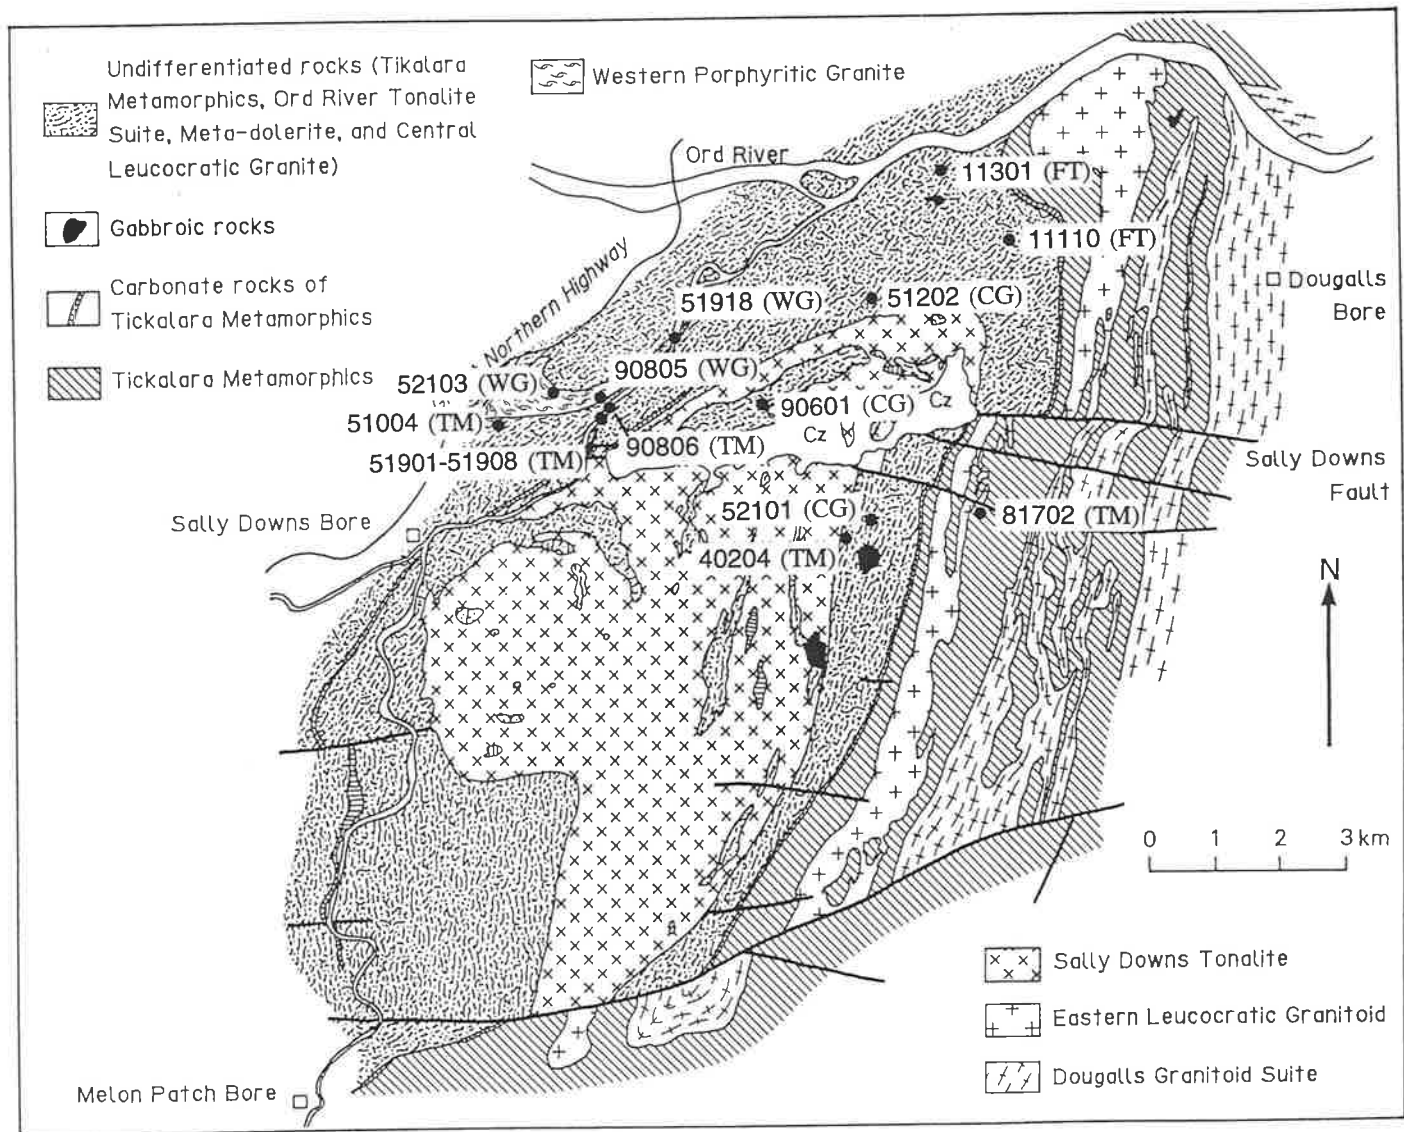 Undifferentiated rocks (Tikalara
Metamorphics, Ord River Tonalite
Suite, Meta-dolerite, and Central
Leucocratic Granite)
Western Porphyritic Granite
Gabbroic rocks
Carbonate rocks of
Tickalara Metamorphics
Tickalara Metamorphics
Ord River
Northern Highway
11301 (FT)
11110 (FT)
51918 (WG)
51202 (CG)
Dougalls
Bore
52103 (WG)
90805 (WG)
51004 (TM)
90601 (CG)
Cz
Cz
51901-51908 (TM)
90806 (TM)
Sally Downs
Fault
Sally Downs Bore
52101 (CG)
81702 (TM)
40204 (TM)
N
0 1 2 3 km
Sally Downs Tonalite
Eastern Leucocratic Granitoid
Dougalls Granitoid Suite
Melon Patch Bore